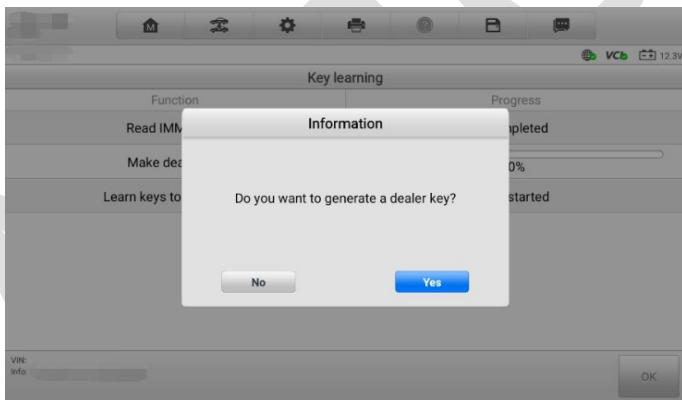 M
VCb 12.3V
Key learning
Function Progress
Read IMM
Information
mpleted
Make dea
0%
Learn keys to
Do you want to generate a dealer key?
started
No Yes
VIN:
Info:
OK